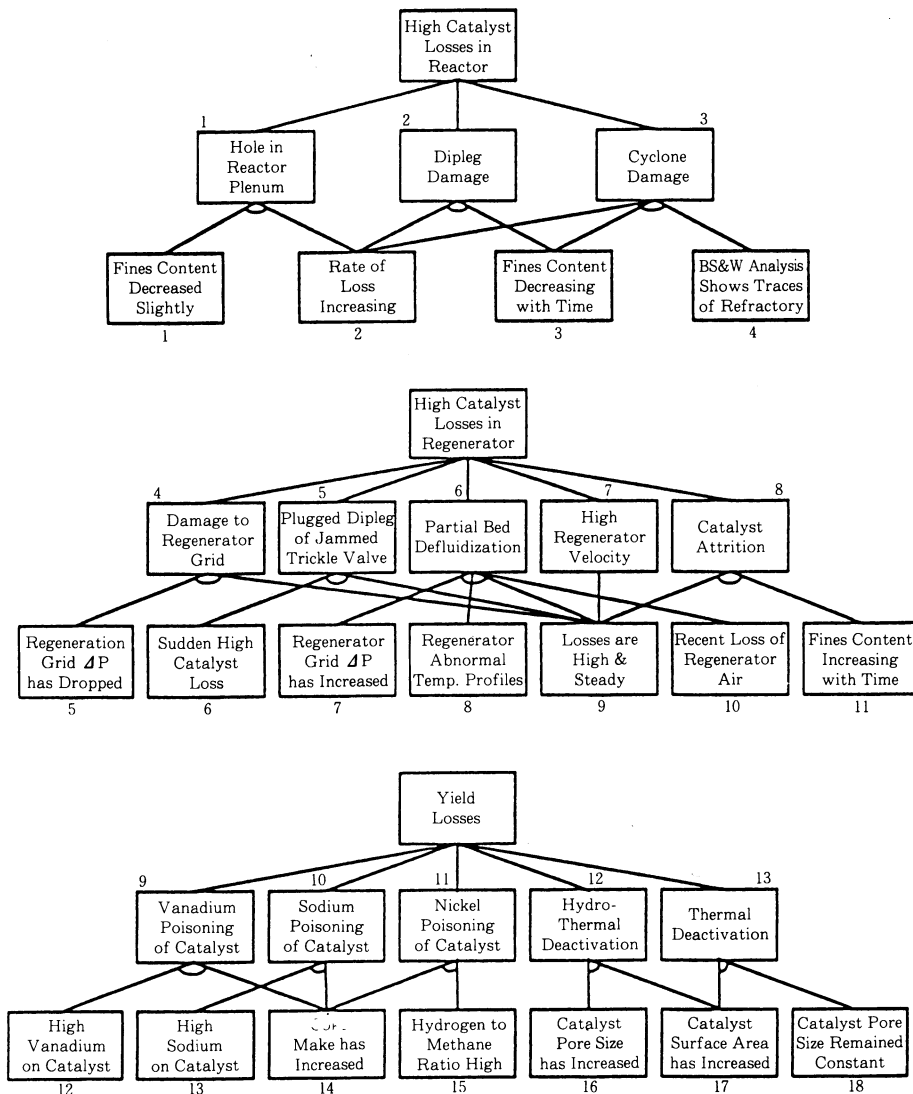 High Catalyst
Losses in
Reactor
1
2
3
Hole in
Reactor
Plenum
Dipleg
Damage
Cyclone
Damage
Fines Content
Decreased
Slightly
Rate of
Loss
Increasing
Fines Content
Decreasing
with Time
BS&W Analysis
Shows Traces
of Refractory
1
2
3
4
High Catalyst
Losses in
Regenerator
4
5
6
7
8
Damage to
Regenerator
Grid
Plugged Dipleg
of Jammed
Trickle Valve
Partial Bed
Defluidization
High
Regenerator
Velocity
Catalyst
Attrition
Regeneration
Grid ΔP
has Dropped
Sudden High
Catalyst
Loss
Regenerator
Grid ΔP
has Increased
Regenerator
Abnormal
Temp. Profiles
Losses are
High &
Steady
Recent Loss of
Regenerator
Air
Fines Content
Increasing
with Time
5
6
7
8
9
10
11
Yield
Losses
9
10
11
12
13
Vanadium
Poisoning
of Catalyst
Sodium
Poisoning
of Catalyst
Nickel
Poisoning
of Catalyst
Hydro-
Thermal
Deactivation
Thermal
Deactivation
High
Vanadium
on Catalyst
High
Sodium
on Catalyst
Make has
Increased
Hydrogen to
Methane
Ratio High
Catalyst
Pore Size
has Increased
Catalyst
Surface Area
has Increased
Catalyst Pore
Size Remained
Constant
12
13
14
15
16
17
18